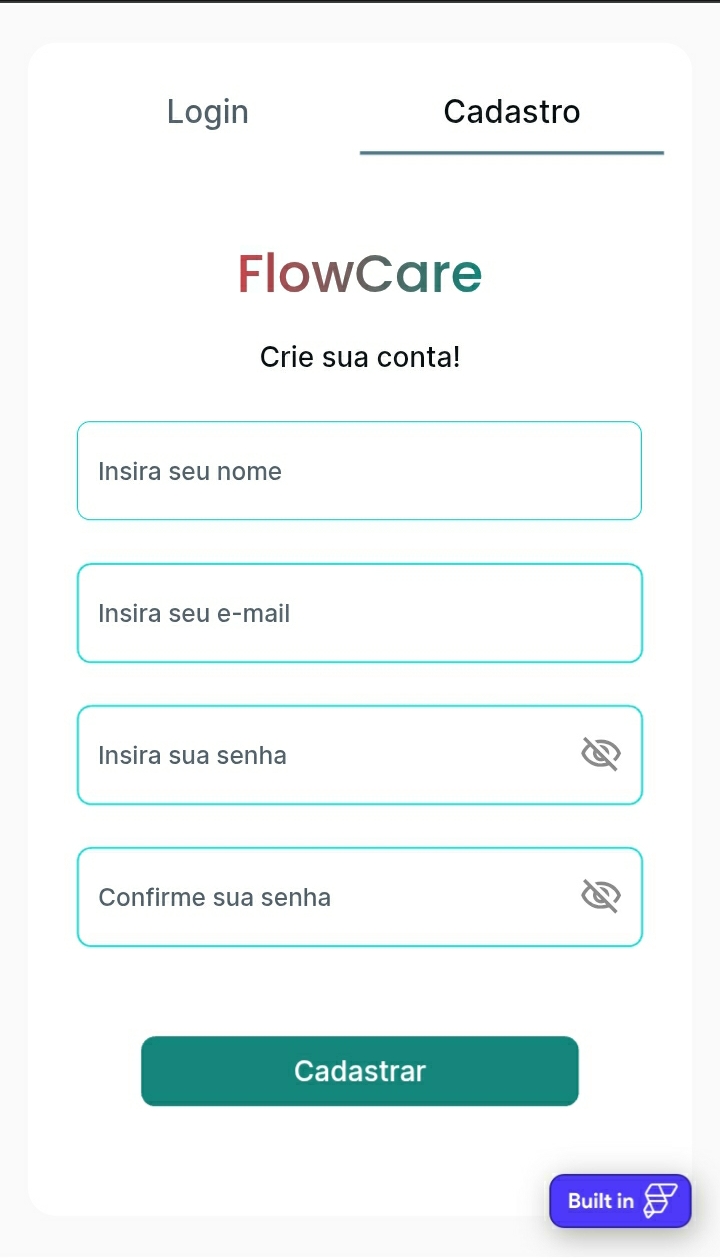 Login
Cadastro
FlowCare
Crie sua conta!
Insira seu nome
Insira seu e-mail
Insira sua senha
Confirme sua senha
Cadastrar
Built in